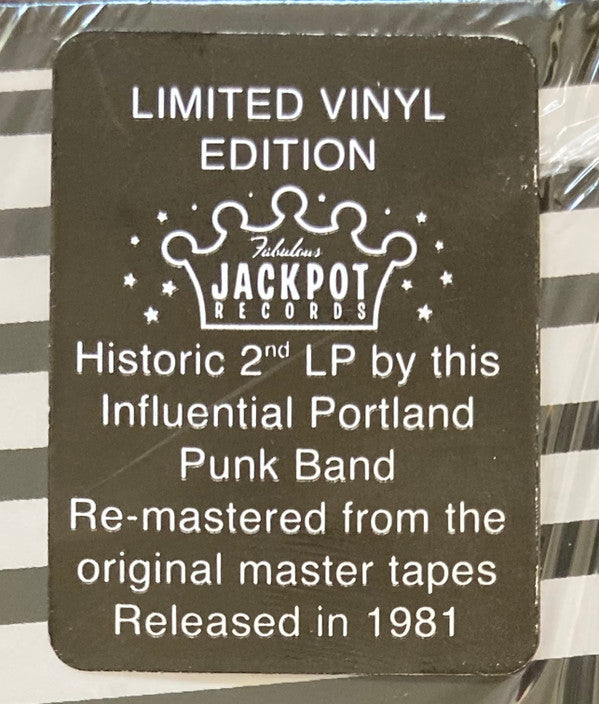 LIMITED VINYL
EDITION
Fabulous
JACKPOT
RECORDS
Historic 2nd LP by this
Influential Portland
Punk Band
Re-mastered from the
original master tapes
Released in 1981